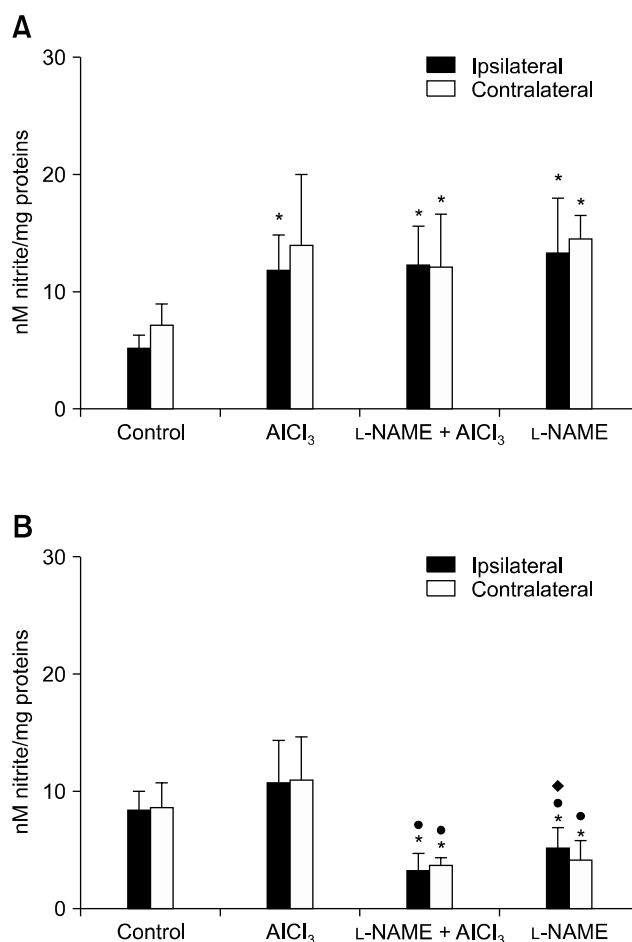 A
30
Ipsilateral
Contralateral
20
* * * * *
10
0
nM nitrite/mg proteins
Control AlCl₃ L-NAME + AlCl₃ L-NAME
B
30
Ipsilateral
Contralateral
20
10
◆
● ● ● ●
* * * *
0
nM nitrite/mg proteins
Control AlCl₃ L-NAME + AlCl₃ L-NAME